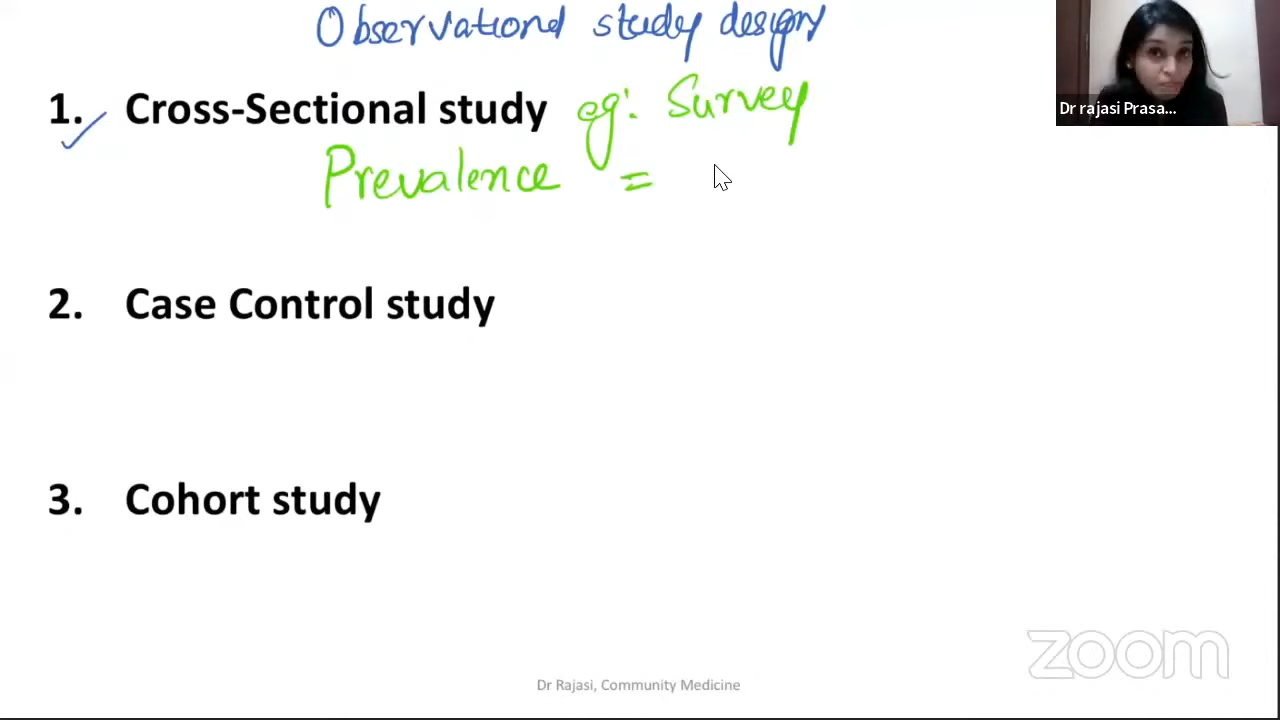 Observational study designs
1. Cross-Sectional study eg: Survey
Prevalence =
Dr rajasi Prasa...
2. Case Control study
3. Cohort study
zoom
Dr Rajasi, Community Medicine